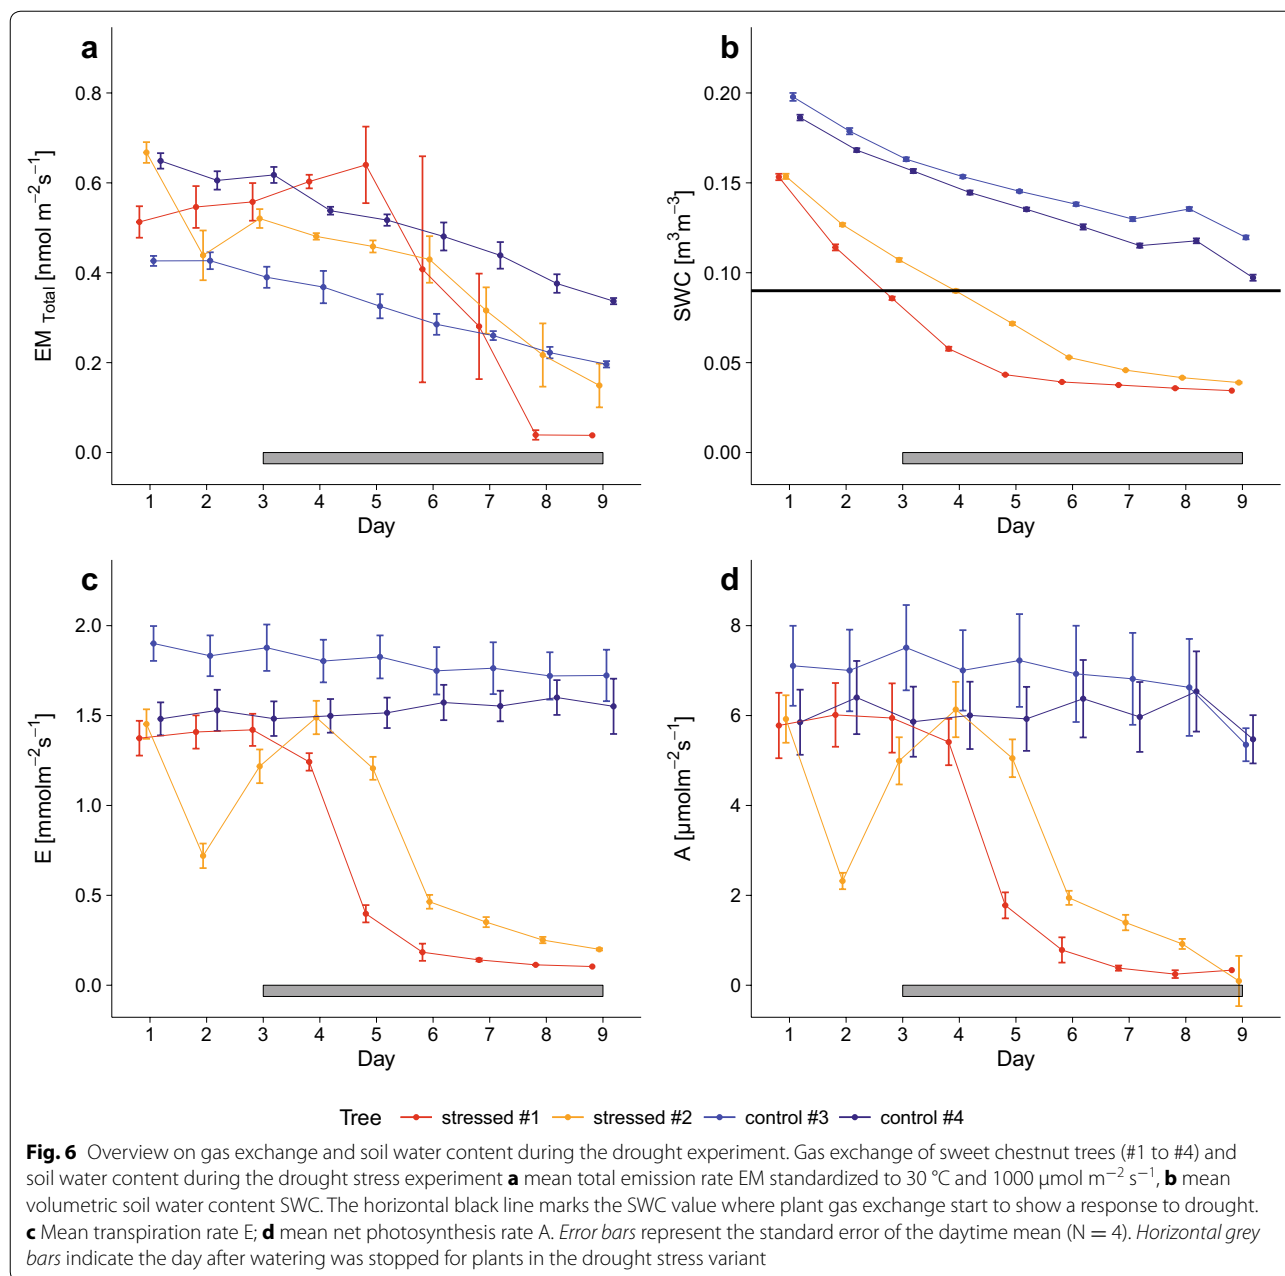 a
0.8
0.6
0.4
0.2
0.0
EM Total [nmol m−2s−1]
1 2 3 4 5 6 7 8 9
Day
b
0.20
0.15
0.10
0.05
0.00
SWC [m3m−3]
1 2 3 4 5 6 7 8 9
Day
c
2.0
1.5
1.0
0.5
0.0
E [mmolm−2s−1]
1 2 3 4 5 6 7 8 9
Day
d
8
6
4
2
0
A [µmolm−2s−1]
1 2 3 4 5 6 7 8 9
Day
Tree stressed #1 stressed #2 control #3 control #4
Fig. 6 Overview on gas exchange and soil water content during the drought experiment. Gas exchange of sweet chestnut trees (#1 to #4) and
soil water content during the drought stress experiment a mean total emission rate EM standardized to 30 °C and 1000 µmol m−2 s−1, b mean
volumetric soil water content SWC. The horizontal black line marks the SWC value where plant gas exchange start to show a response to drought.
c Mean transpiration rate E; d mean net photosynthesis rate A. Error bars represent the standard error of the daytime mean (N = 4). Horizontal grey
bars indicate the day after watering was stopped for plants in the drought stress variant